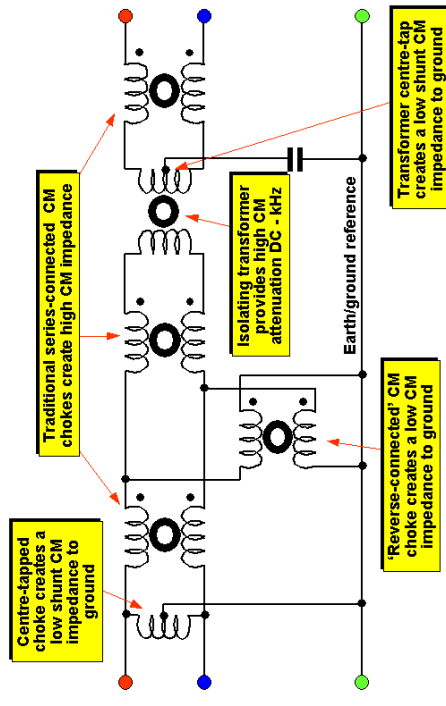 Centre-tapped
choke creates a
low shunt CM
impedance to
ground
Traditional series-connected CM
chokes create high CM impedance
Isolating transformer
provides high CM
attenuation DC - kHz
Earth/ground reference
'Reverse-connected' CM
choke creates a low CM
impedance to ground
Transformer centre-tap
creates a low shunt CM
impedance to ground